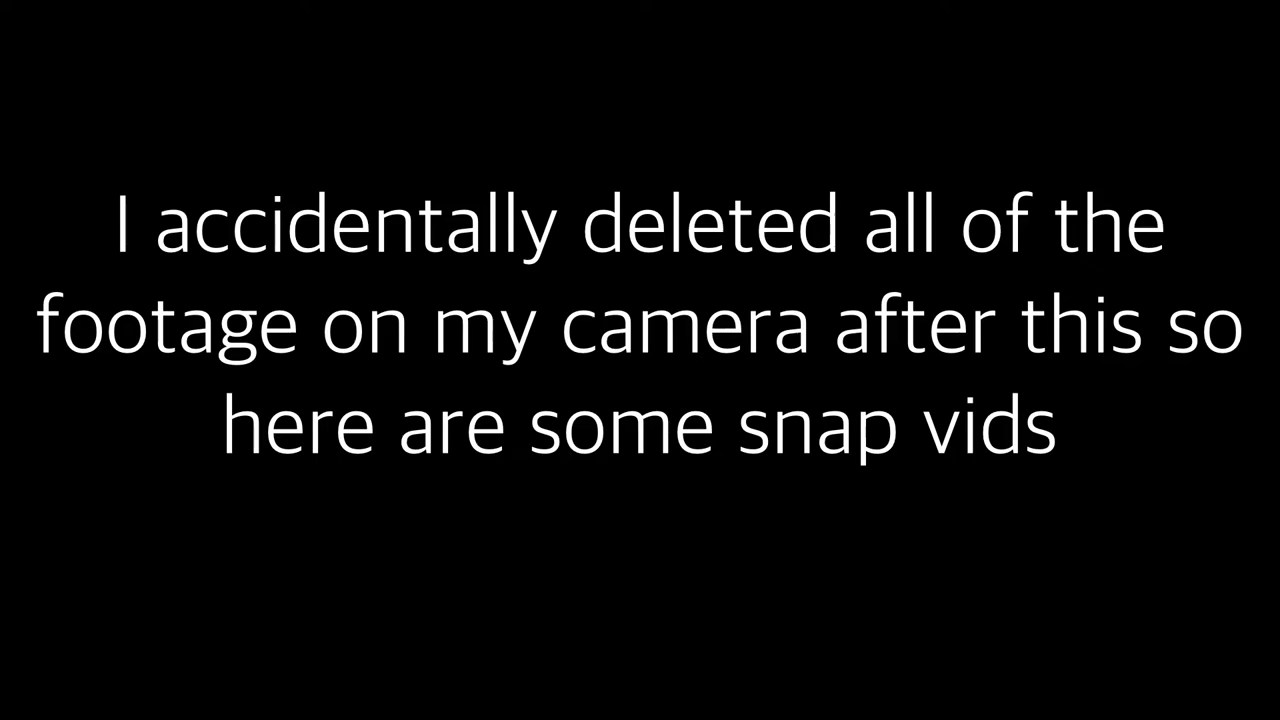 I accidentally deleted all of the
footage on my camera after this so
here are some snap vids